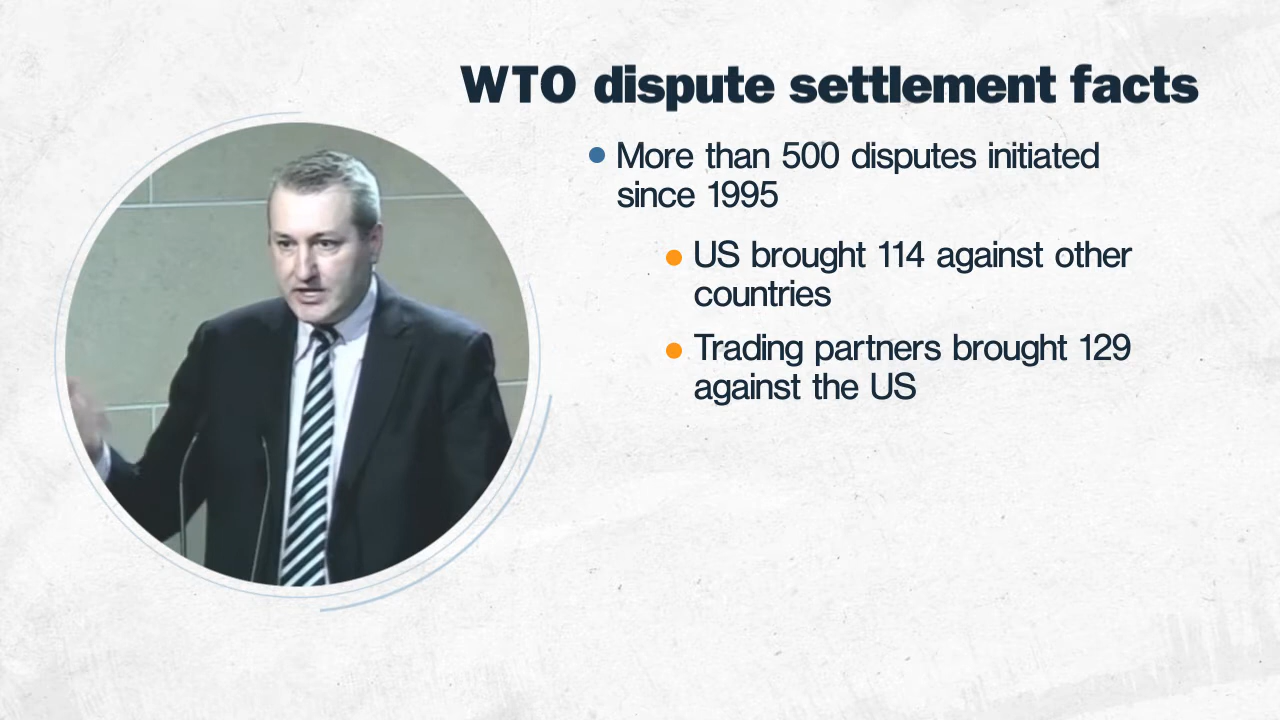 WTO dispute settlement facts
More than 500 disputes initiated
since 1995
US brought 114 against other
countries
Trading partners brought 129
against the US